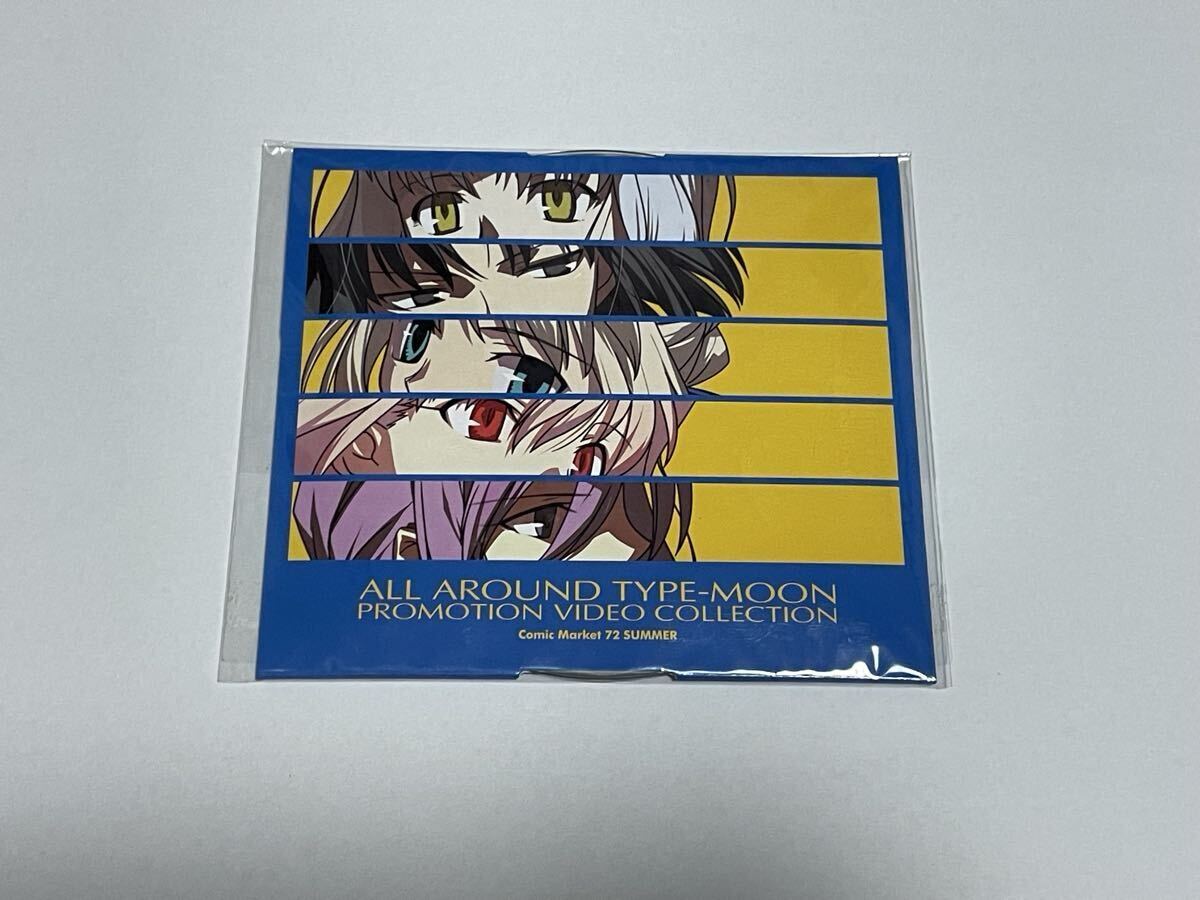 ALL AROUND TYPE-MOON
PROMOTION VIDEO COLLECTION
Comic Market 72 SUMMER